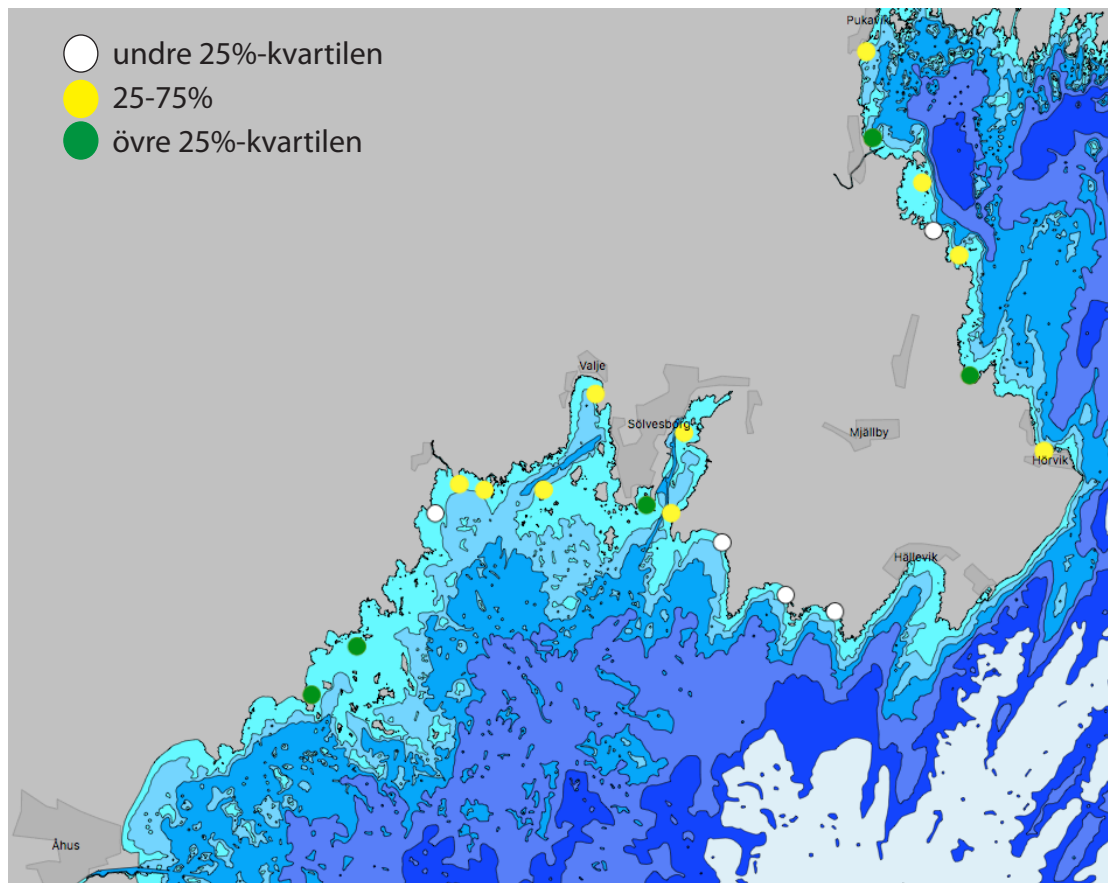 undre 25%-kvartilen
25-75%
övre 25%-kvartilen
Pukavik
Valje
Sölvesborg
Mjällby
Hörvik
Hällevik
Åhus